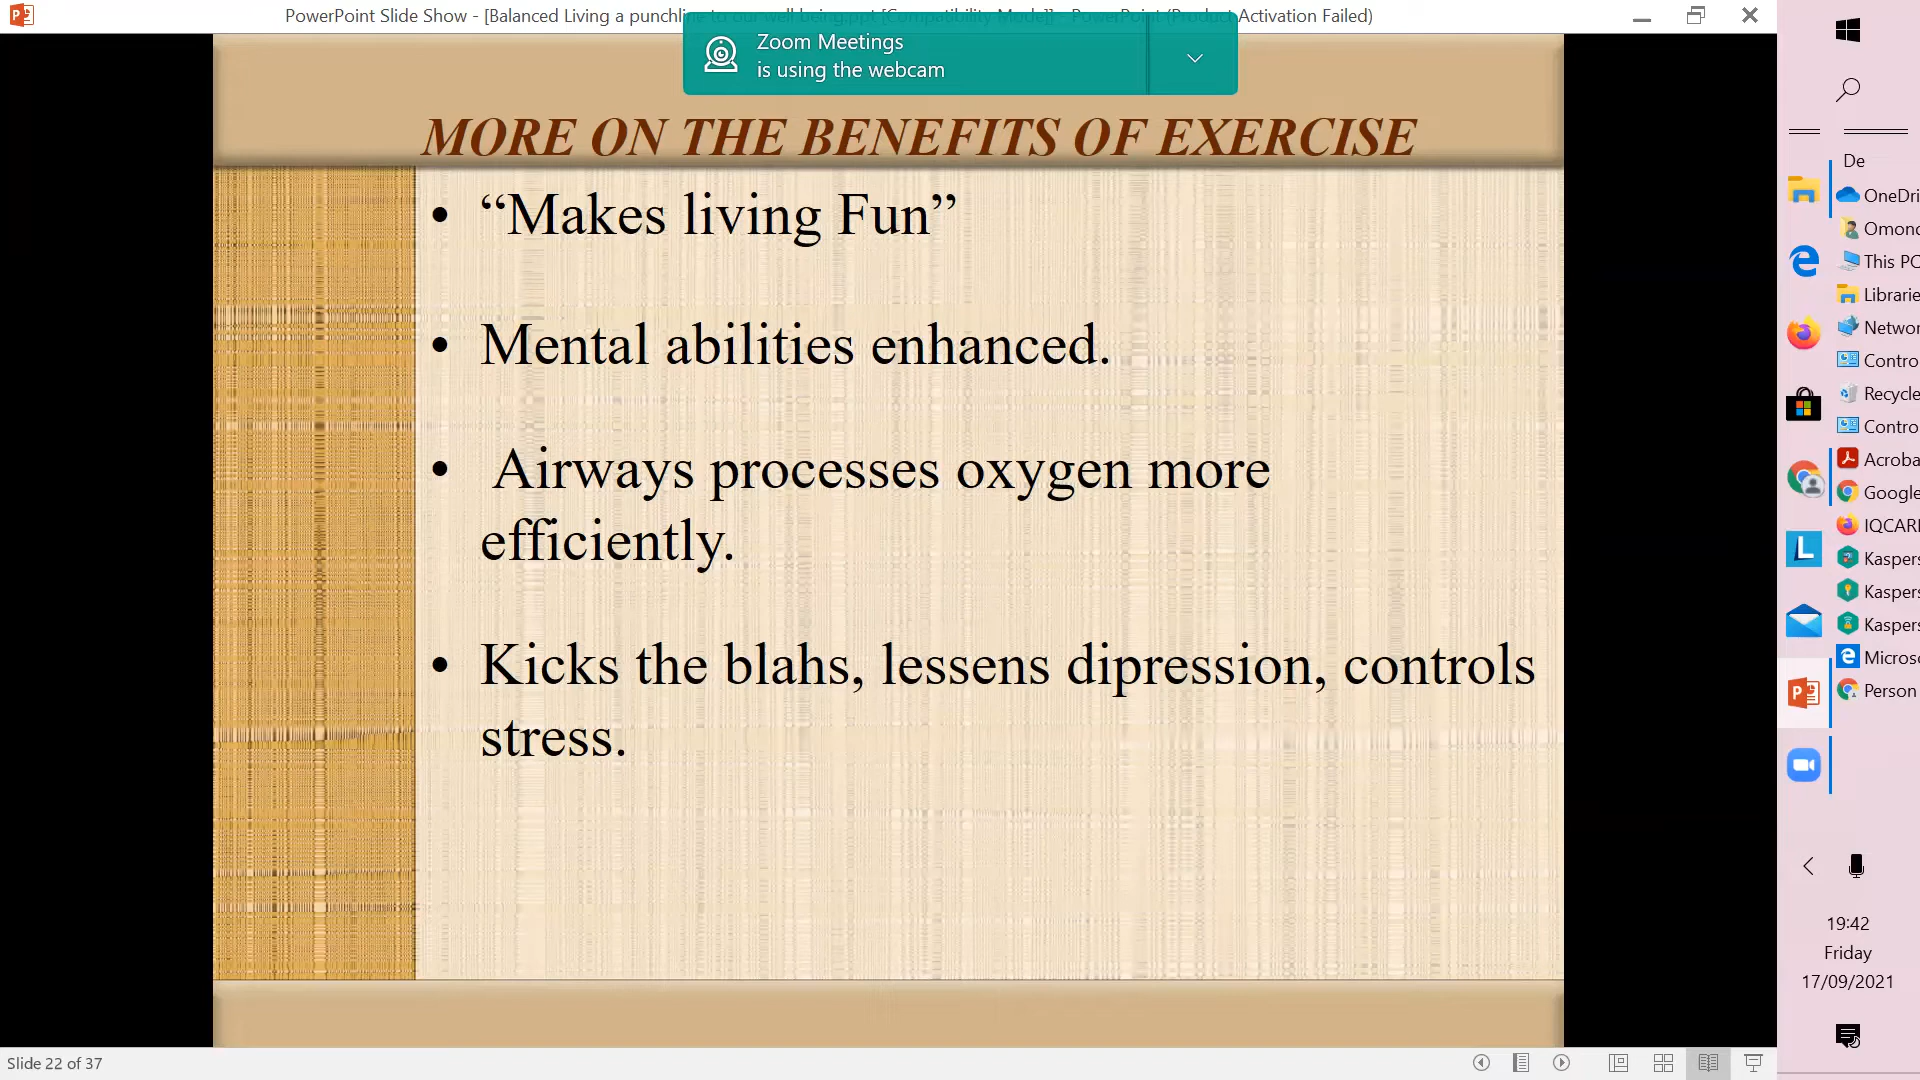 PowerPoint Slide Show - [Balanced Living a punchline to our well being.ppt [Compatibility Mode]] - PowerPoint (Product Activation Failed)
Zoom Meetings
is using the webcam
MORE ON THE BENEFITS OF EXERCISE
• “Makes living Fun”
• Mental abilities enhanced.
• Airways processes oxygen more
efficiently.
• Kicks the blahs, lessens dipression, controls
stress.
De
OneDri
Omond
This PC
Librarie
Networ
Contro
Recycle
Contro
Acroba
Google
IQCARE
Kaspers
Kaspers
Kaspers
Microso
Person
19:42
Friday
17/09/2021
Slide 22 of 37